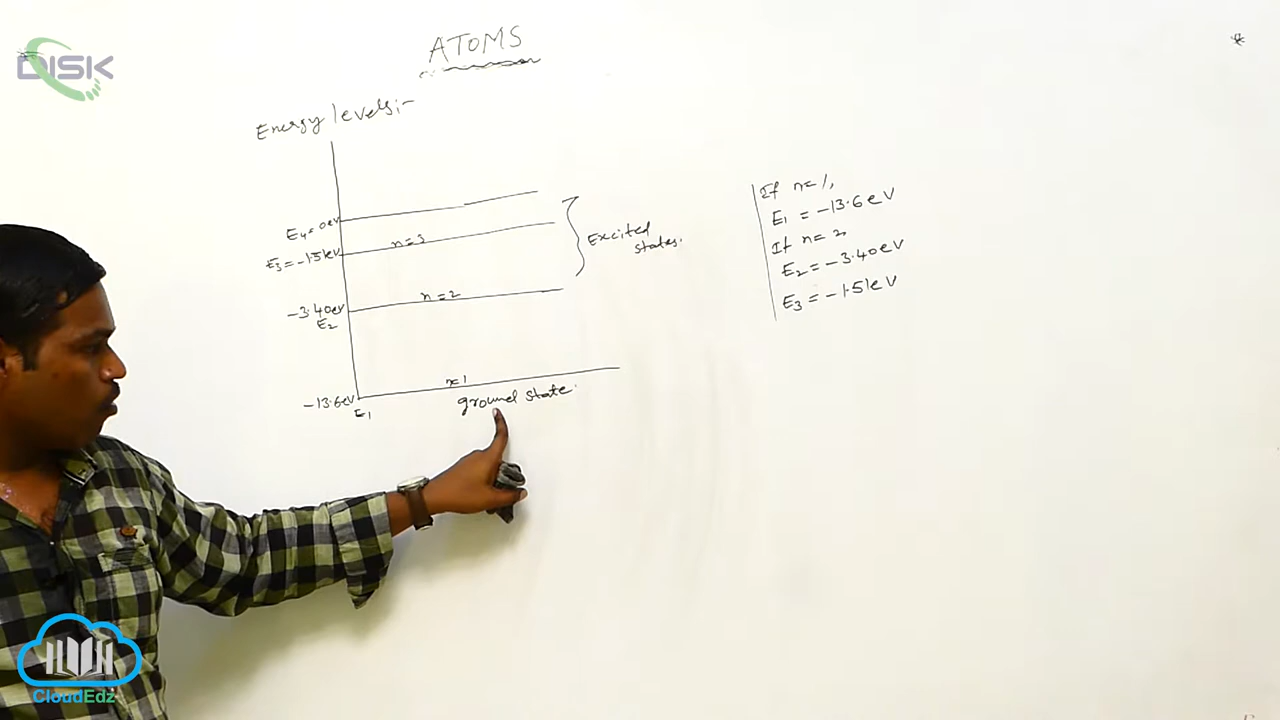 DISK
ATOMS
Energy levels:-
E4=0ev
E3=-1.51ev
n=3
-3.40ev
E2
n=2
Excited
states.
-13.6ev
E1
n=1
ground state.
If n=1,
E1 = -13.6eV
If n=2
E2=-3.40eV
E3=-1.51eV
CloudEdz